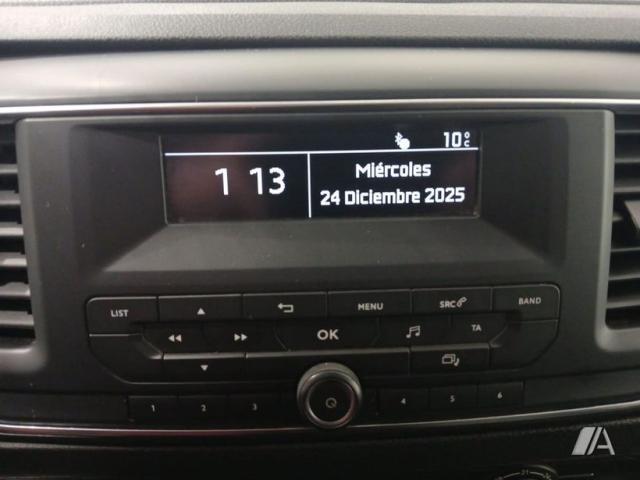 10°C
1 13
Miércoles
24 Diciembre 2025
LIST
MENU
SRC
BAND
OK
TA
1 2 3 4 5 6